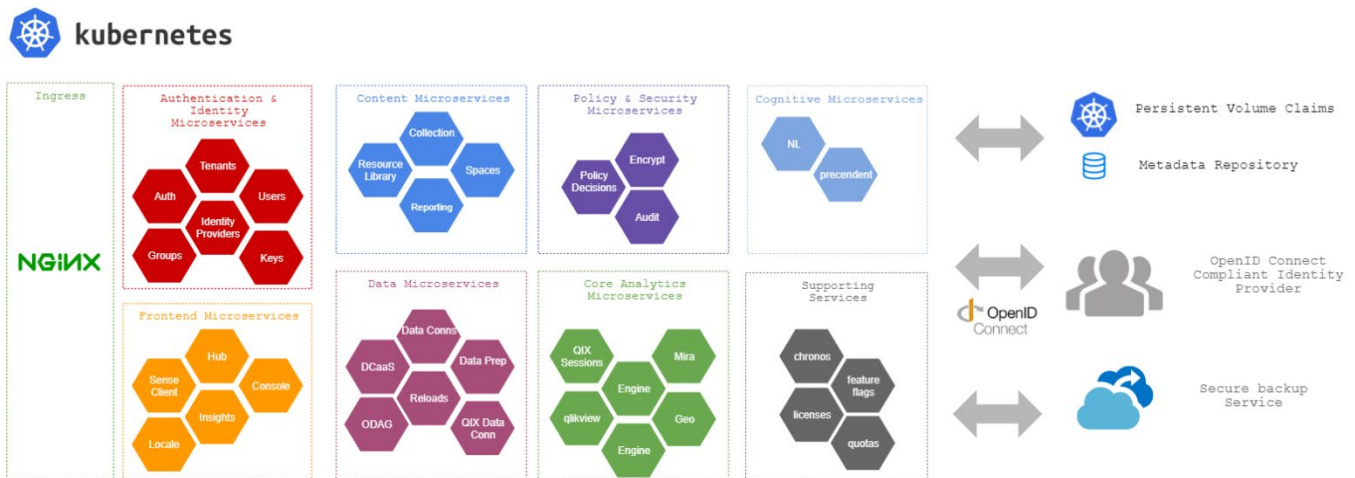 kubernetes
Ingress
NGINX
Authentication &
Identity
Microservices
Tenants
Auth
Users
Identity
Providers
Groups
Keys
Frontend Microservices
Hub
Sense
Client
Console
Insights
Locale
Content Microservices
Collection
Resource
Library
Spaces
Reporting
Data Microservices
Data Conns
DCaaS
Data Prep
Reloads
ODAG
QIX Data
Conn
Policy & Security
Microservices
Encrypt
Policy
Decisions
Audit
Core Analytics
Microservices
QIX
Sessions
Mira
Engine
qlikview
Geo
Engine
Cognitive Microservices
NL
precendent
Supporting
Services
chronos
feature
flags
licenses
quotas
Persistent Volume Claims
Metadata Repository
OpenID
Connect
OpenID Connect
Compliant Identity
Provider
Secure backup
Service